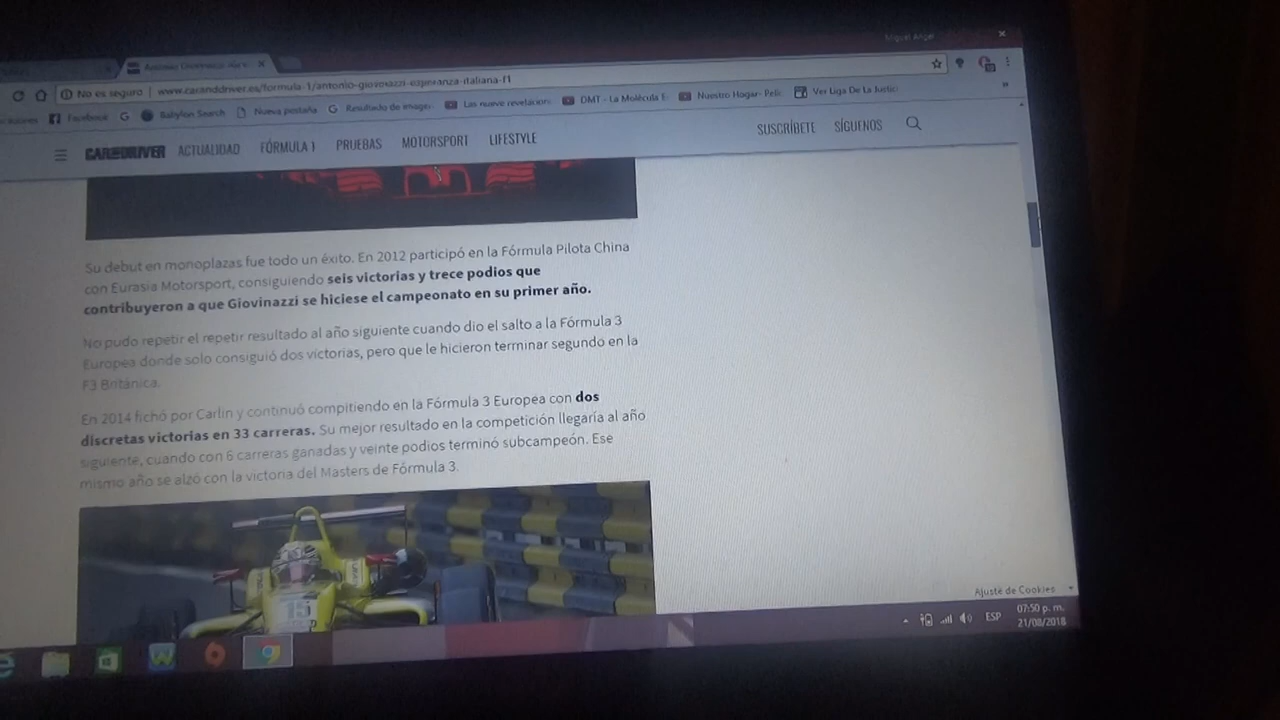 Miguel Angel
Antonio Giovinazzi
No es seguro | www.caranddriver.es/formula-1/antonio-giovinazzi-esperanza-italiana-f1
Facebook Babylon Search Nueva pestaña Resultado de imagen Las nueve revelacion DMT - La Molécula E Nuestro Hogar- Pelic Ver Liga De La Justic
CAR AND DRIVER ACTUALIDAD FÓRMULA 1 PRUEBAS MOTORSPORT LIFESTYLE SUSCRÍBETE SÍGUENOS
Su debut en monoplazas fue todo un éxito. En 2012 participó en la Fórmula Pilota China
con Eurasia Motorsport, consiguiendo seis victorias y trece podios que
contribuyeron a que Giovinazzi se hiciese el campeonato en su primer año.
No pudo repetir el repetir resultado al año siguiente cuando dio el salto a la Fórmula 3
Europea donde solo consiguió dos victorias, pero que le hicieron terminar segundo en la
F3 Británica.
En 2014 fichó por Carlin y continuó compitiendo en la Fórmula 3 Europea con dos
discretas victorias en 33 carreras. Su mejor resultado en la competición llegaría al año
siguiente, cuando con 6 carreras ganadas y veinte podios terminó subcampeón. Ese
mismo año se alzó con la victoria del Masters de Fórmula 3.
15
Ajuste de Cookies
ESP
07:50 p. m.
21/08/2018